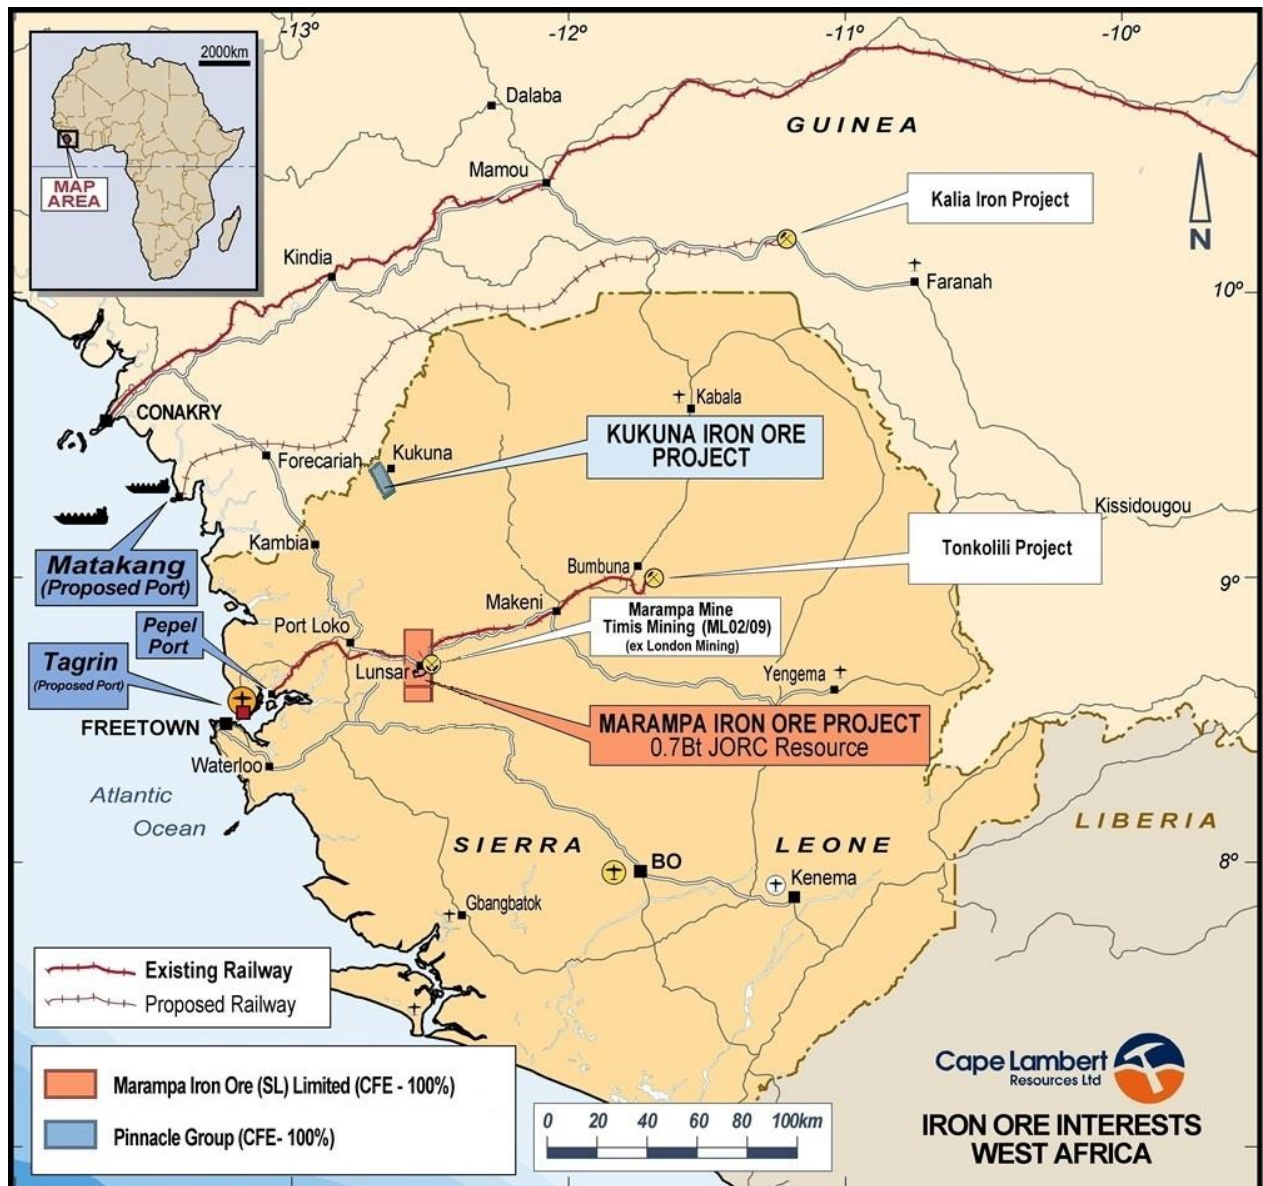 -13º
-12º
-11º
-10º
2000km
MAP
AREA
Dalaba
GUINEA
Mamou
Kalia Iron Project
N
Kindia
Faranah
10º
CONAKRY
Kabala
KUKUNA IRON ORE
PROJECT
Kukuna
Forecariah
Kissidougou
Matakang
(Proposed Port)
Kambia
Tonkolili Project
Bumbuna
9º
Makeni
Marampa Mine
Timis Mining (ML02/09)
(ex London Mining)
Pepel
Port
Port Loko
Tagrin
(Proposed Port)
Lunsar
Yengema
FREETOWN
MARAMPA IRON ORE PROJECT
0.7Bt JORC Resource
Waterloo
Atlantic
Ocean
LIBERIA
SIERRA LEONE
BO
8º
Kenema
Gbangbatok
Existing Railway
Proposed Railway
Marampa Iron Ore (SL) Limited (CFE - 100%)
Pinnacle Group (CFE- 100%)
0 20 40 60 80 100km
Cape Lambert
Resources Ltd
IRON ORE INTERESTS
WEST AFRICA